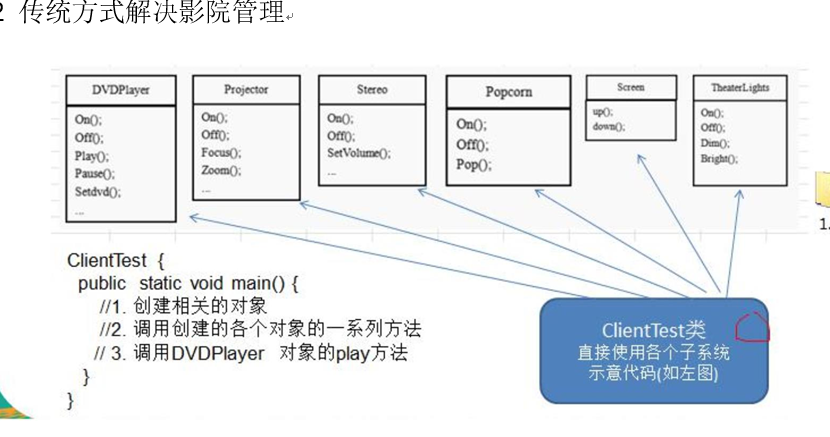 2 传统方式解决影院管理
DVDPlayer
On();
Off();
Play();
Pause();
Setdvd();
...
Projector
On();
Off();
Focus();
Zoom();
...
Stereo
On();
Off();
SetVolume();
...
Popcorn
On();
Off();
Pop();
Screen
up();
down();
TheaterLights
On();
Off();
Dim();
Bright();
1.
ClientTest {
public static void main() {
//1. 创建相关的对象
//2. 调用创建的各个对象的一系列方法
// 3. 调用DVDPlayer 对象的play方法
}
}
ClientTest类
直接使用各个子系统
示意代码(如左图)